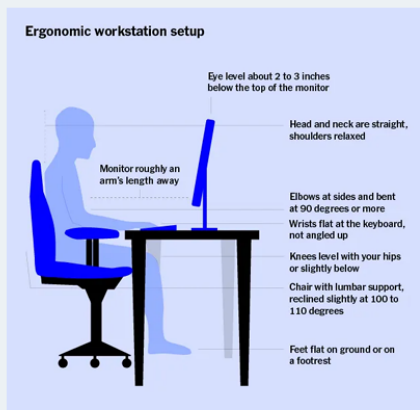 Ergonomic workstation setup
Eye level about 2 to 3 inches
below the top of the monitor
Head and neck are straight,
shoulders relaxed
Monitor roughly an
arm's length away
Elbows at sides and bent
at 90 degrees or more
Wrists flat at the keyboard,
not angled up
Knees level with your hips
or slightly below
Chair with lumbar support,
reclined slightly at 100 to
110 degrees
Feet flat on ground or on
a footrest